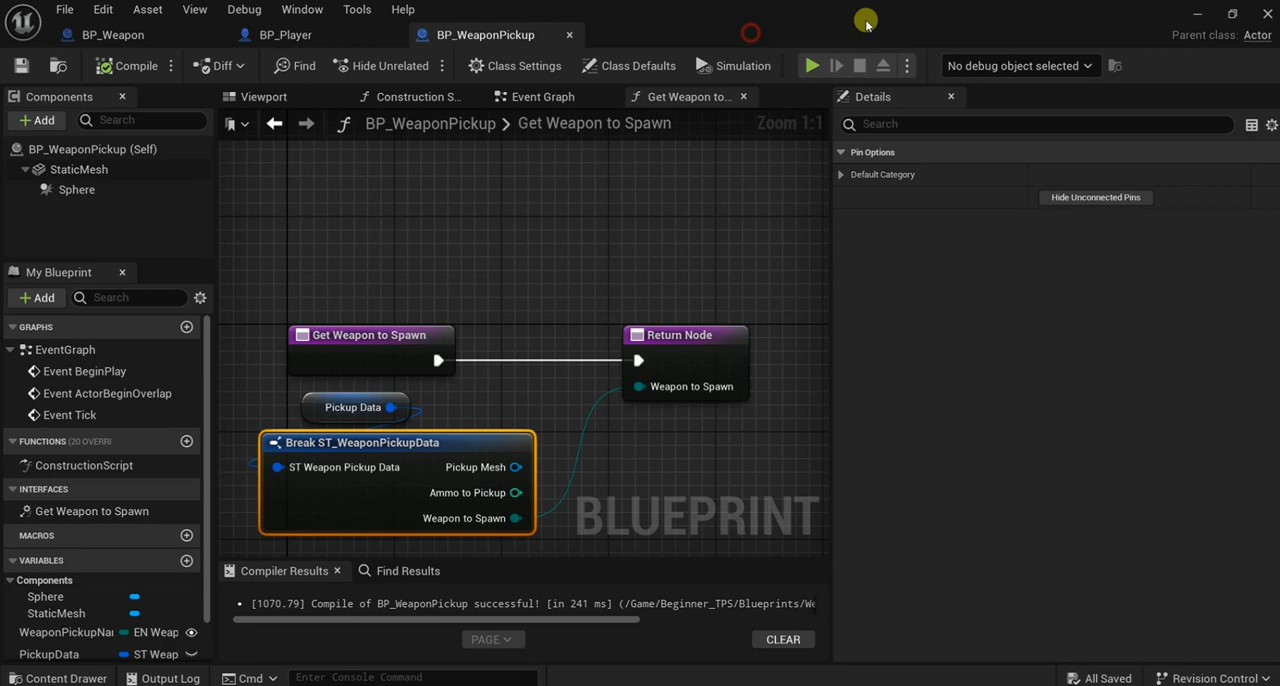 File Edit Asset View Debug Window Tools Help
BP_Weapon BP_Player BP_WeaponPickup
Parent class: Actor
Compile Diff Find Hide Unrelated Class Settings Class Defaults Simulation No debug object selected
Components
Viewport Construction S... Event Graph Get Weapon to...
Details
Add Search
BP_WeaponPickup Get Weapon to Spawn Zoom 1:1
Search
BP_WeaponPickup (Self)
StaticMesh
Sphere
Pin Options
Default Category
Hide Unconnected Pins
My Blueprint
Add Search
GRAPHS
EventGraph
Event BeginPlay
Event ActorBeginOverlap
Event Tick
FUNCTIONS (20 OVERRI
ConstructionScript
INTERFACES
Get Weapon to Spawn
MACROS
VARIABLES
Components
Sphere
StaticMesh
WeaponPickupNa EN Weap
PickupData ST Weap
Get Weapon to Spawn
Return Node
Weapon to Spawn
Pickup Data
Break ST_WeaponPickupData
ST Weapon Pickup Data Pickup Mesh
Ammo to Pickup
Weapon to Spawn
BLUEPRINT
Compiler Results Find Results
[1070.79] Compile of BP_WeaponPickup successful! [in 241 ms] (/Game/Beginner_TPS/Blueprints/We
PAGE CLEAR
Content Drawer Output Log Cmd Enter Console Command All Saved Revision Control